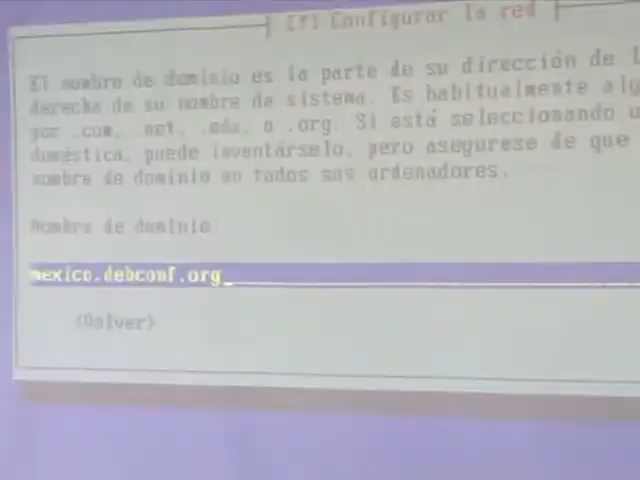 [?] Configurar la red
El nombre de dominio es la parte de su dirección de I
derecha de su nombre de sistema. Es habitualmente alg
por .com, .net, .edu, o .org. Si está seleccionando u
doméstica, puede inventárselo, pero asegurese de que
nombre de dominio en todos sus ordenadores.
Nombre de dominio:
mexico.debconf.org
<Volver>